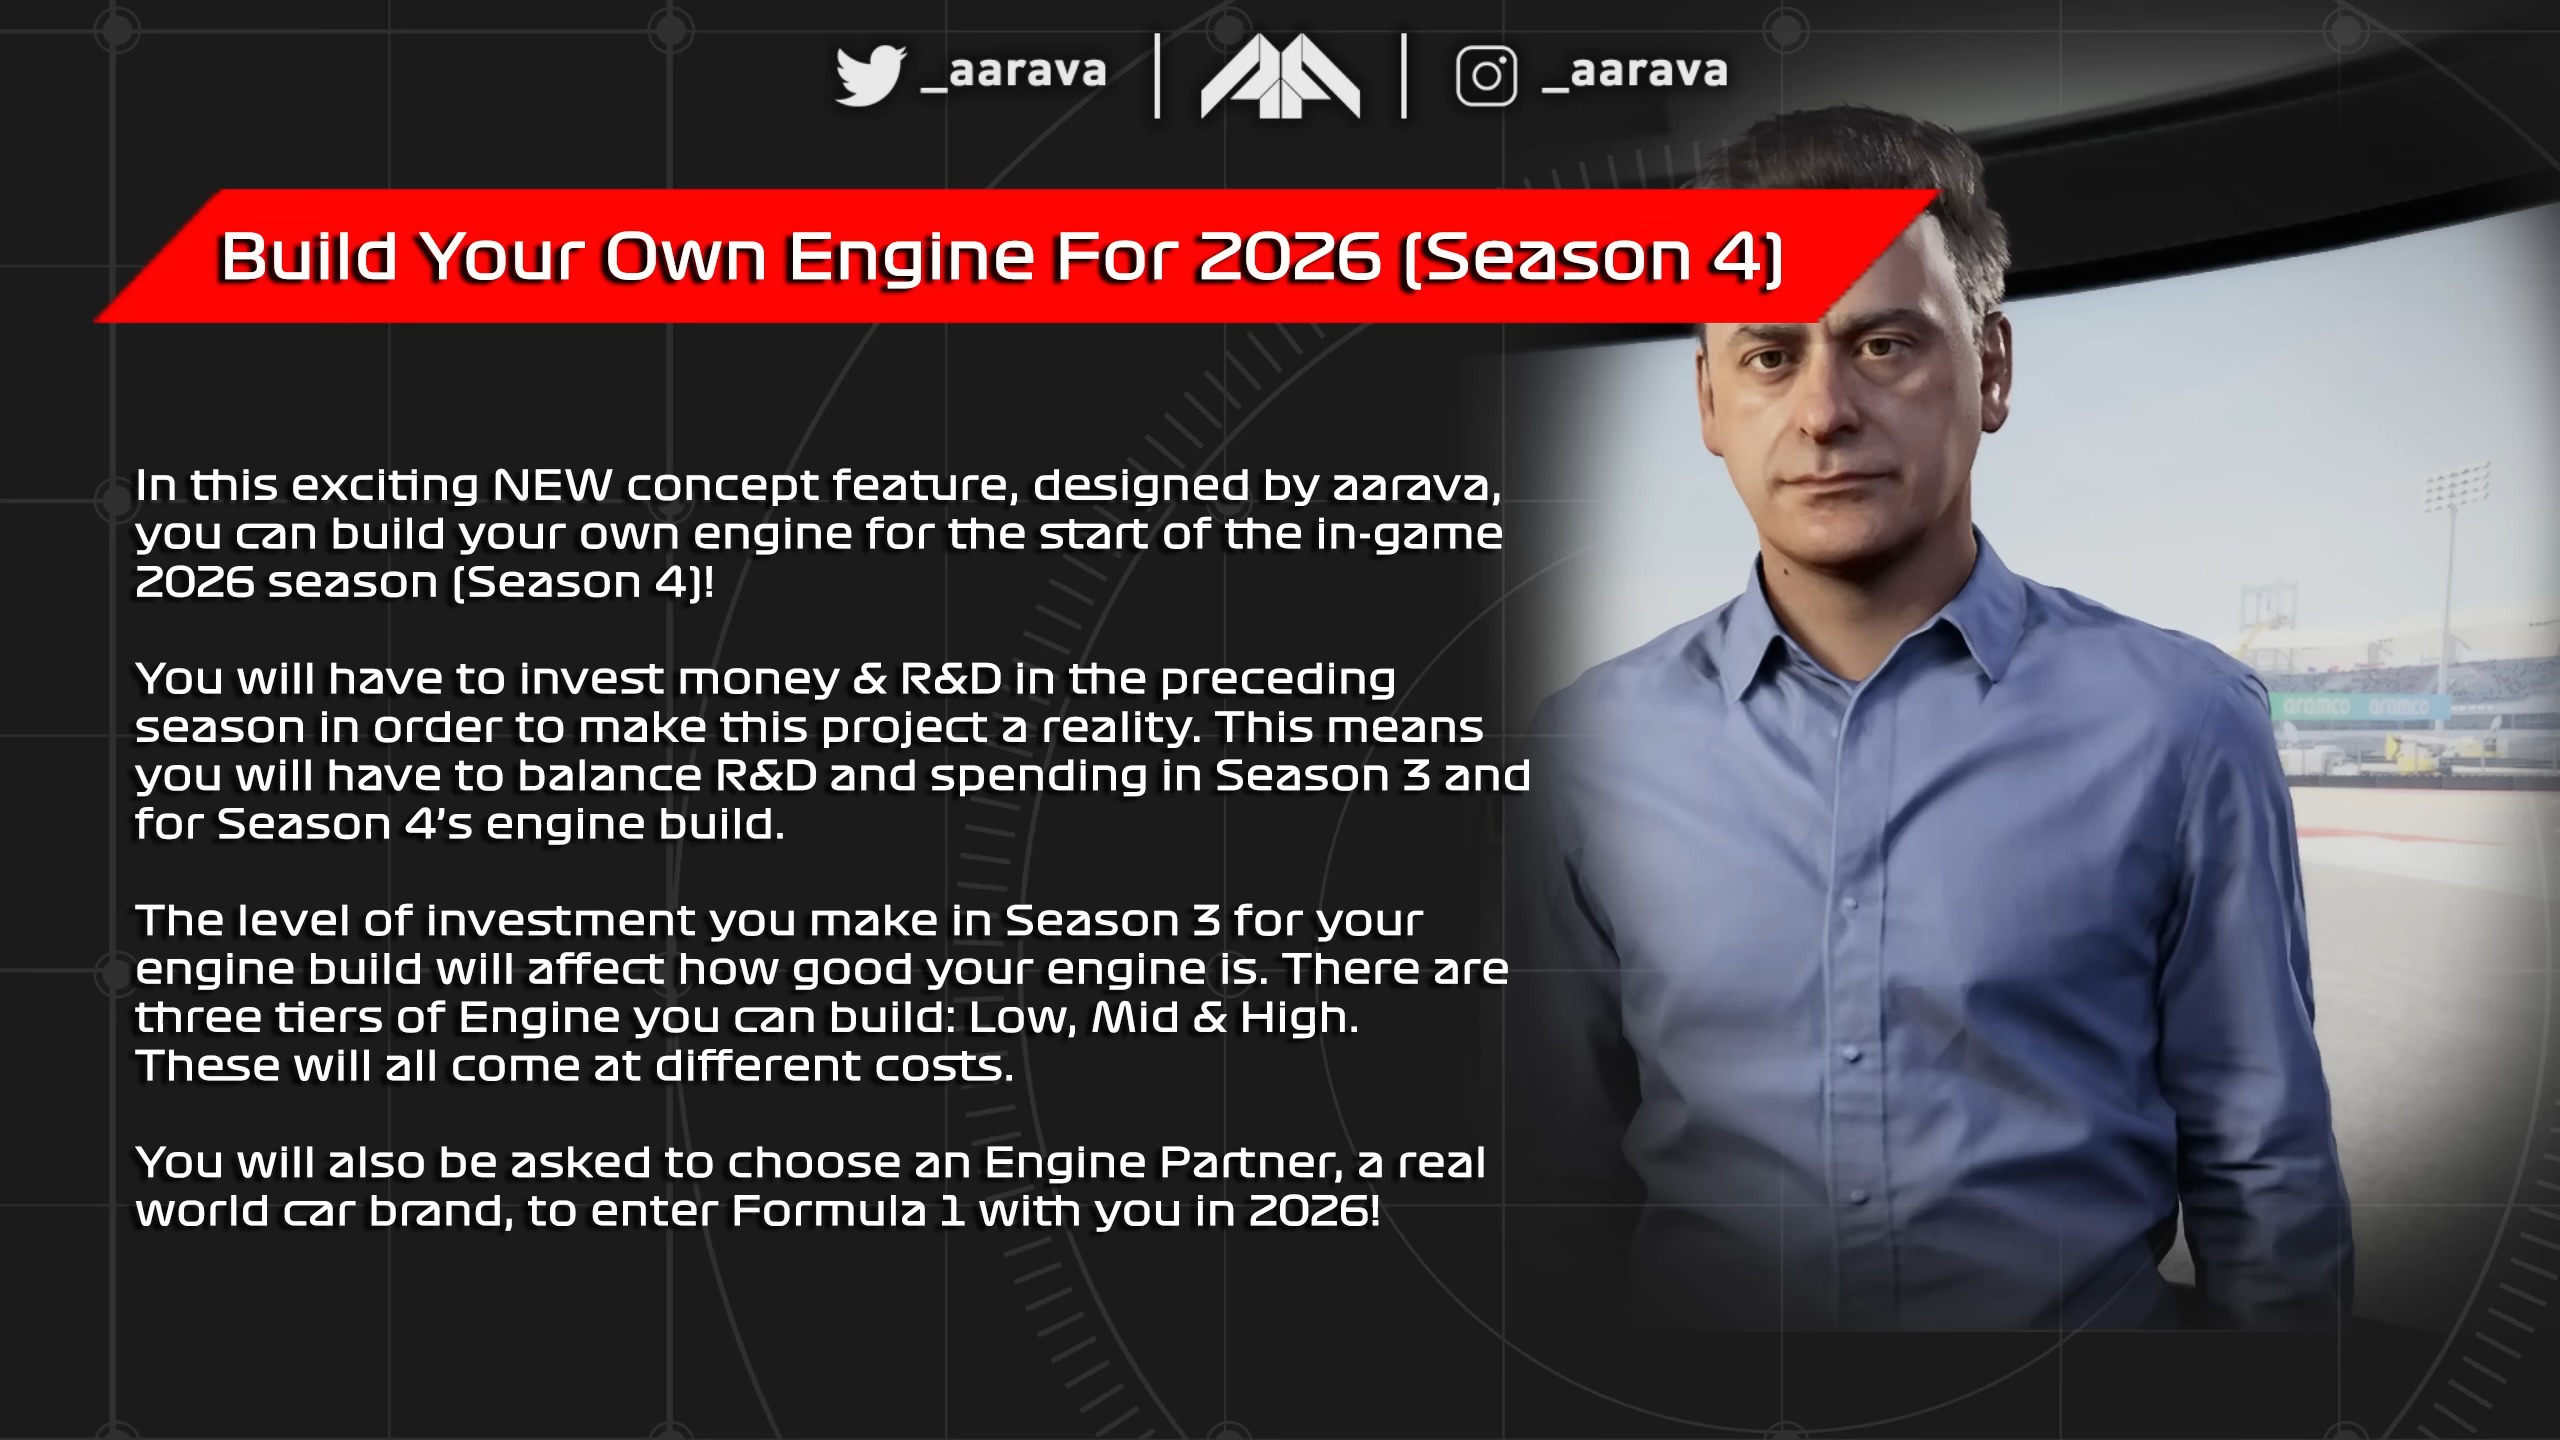 _aarava
_aarava
Build Your Own Engine For 2026 (Season 4)
In this exciting NEW concept feature, designed by aarava,
you can build your own engine for the start of the in-game
2026 season (Season 4)!
You will have to invest money & R&D in the preceding
season in order to make this project a reality. This means
you will have to balance R&D and spending in Season 3 and
for Season 4's engine build.
The level of investment you make in Season 3 for your
engine build will affect how good your engine is. There are
three tiers of Engine you can build: Low, Mid & High.
These will all come at different costs.
You will also be asked to choose an Engine Partner, a real
world car brand, to enter Formula 1 with you in 2026!
aramco aramco